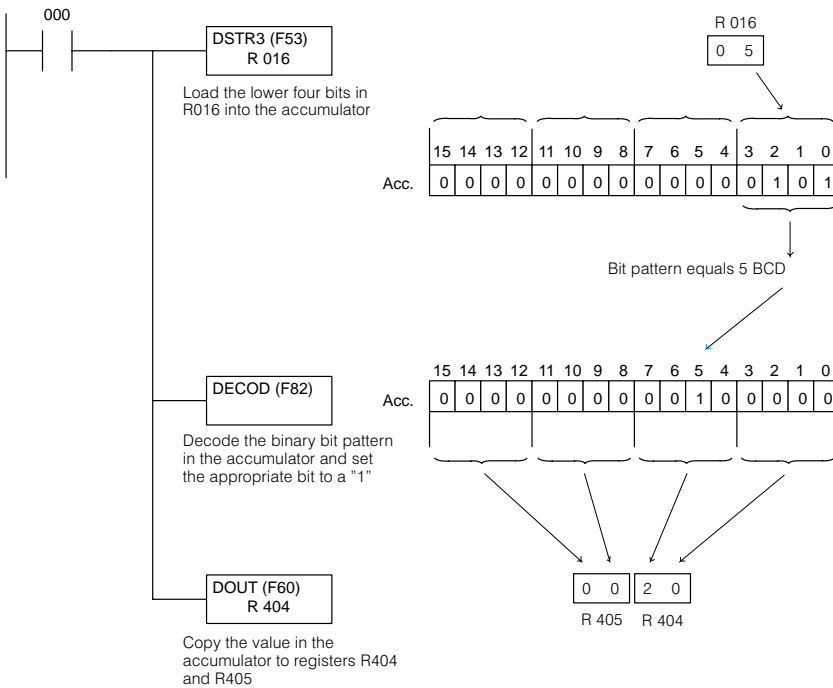 000
DSTR3 (F53)
R 016
Load the lower four bits in
R016 into the accumulator
R 016
0 5
15 14 13 12 11 10 9 8 7 6 5 4 3 2 1 0
Acc. 0 0 0 0 0 0 0 0 0 0 0 0 0 1 0 1
Bit pattern equals 5 BCD
15 14 13 12 11 10 9 8 7 6 5 4 3 2 1 0
DECOD (F82)
Acc. 0 0 0 0 0 0 0 0 0 0 1 0 0 0 0 0
Decode the binary bit pattern
in the accumulator and set
the appropriate bit to a ”1”
DOUT (F60)
R 404
0 0 2 0
R 405 R 404
Copy the value in the
accumulator to registers R404
and R405